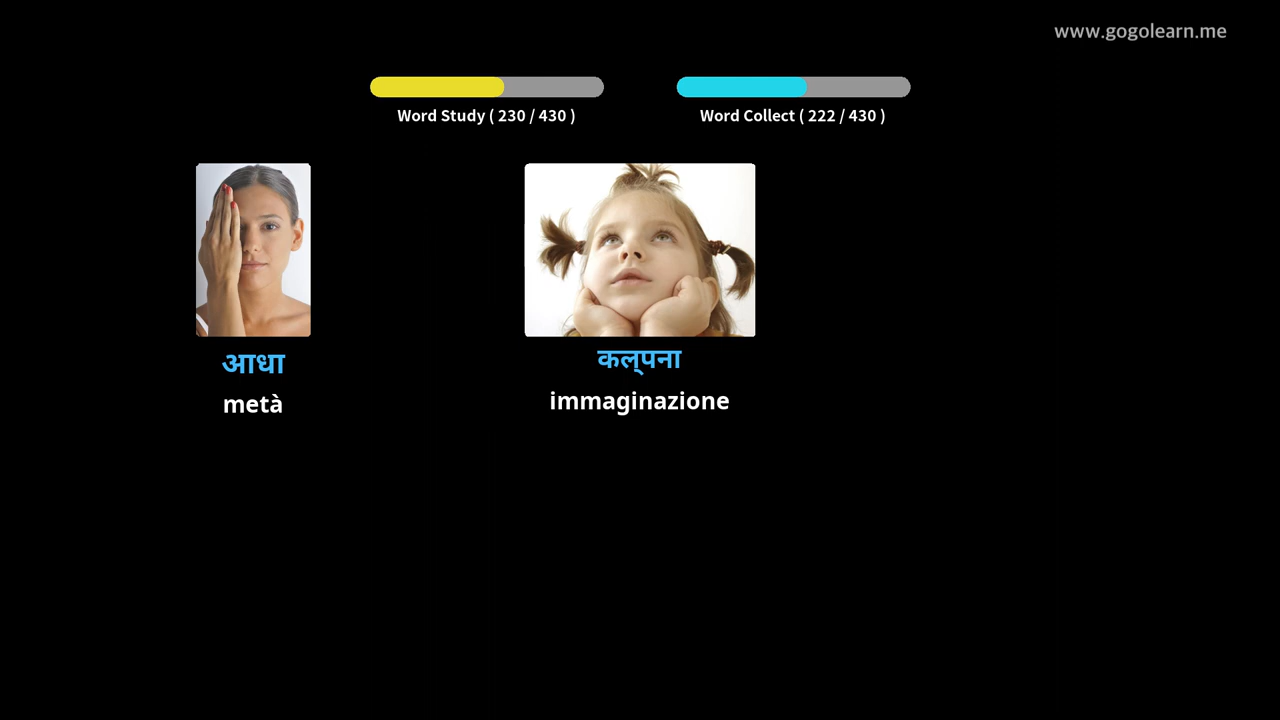 www.gogolearn.me
Word Study ( 230 / 430 )
Word Collect ( 222 / 430 )
आधा
कल्पना
metà
immaginazione